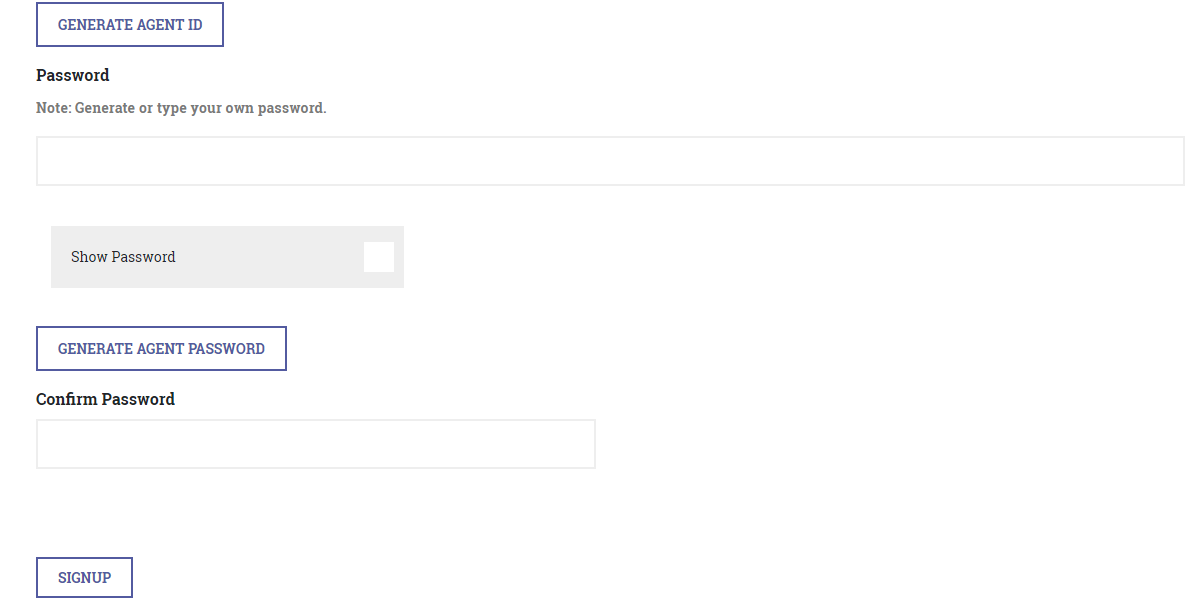 GENERATE AGENT ID
Password
Note: Generate or type your own password.
Show Password
GENERATE AGENT PASSWORD
Confirm Password
SIGNUP